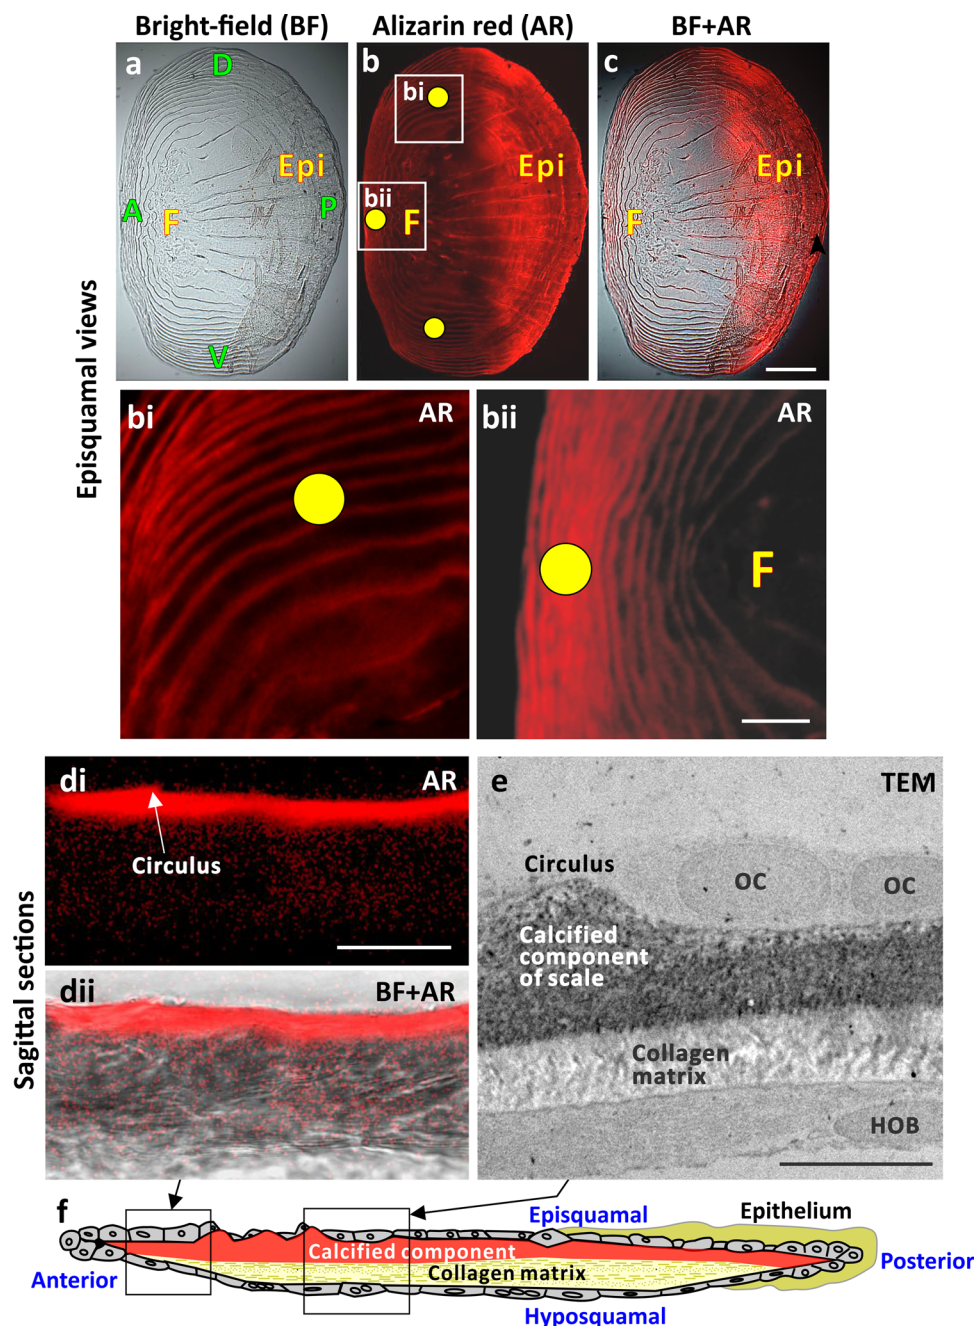 Bright-field (BF)
Alizarin red (AR)
BF+AR
a
D
Epi
A
F
P
V
b
bi
bii
F
Epi
c
F
Epi
Episquamal views
bi
AR
bii
AR
F
di
AR
Circulus
dii
BF+AR
Sagittal sections
e
TEM
Circulus
OC
OC
Calcified
component
of scale
Collagen
matrix
HOB
f
Episquamal
Epithelium
Calcified component
Collagen matrix
Anterior
Posterior
Hyposquamal